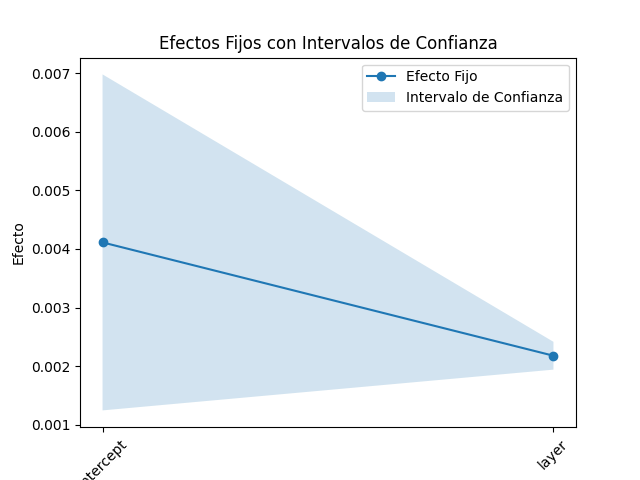 Efectos Fijos con Intervalos de Confianza
Efecto Fijo
Intervalo de Confianza
Efecto
0.007
0.006
0.005
0.004
0.003
0.002
0.001
ntercept
layer